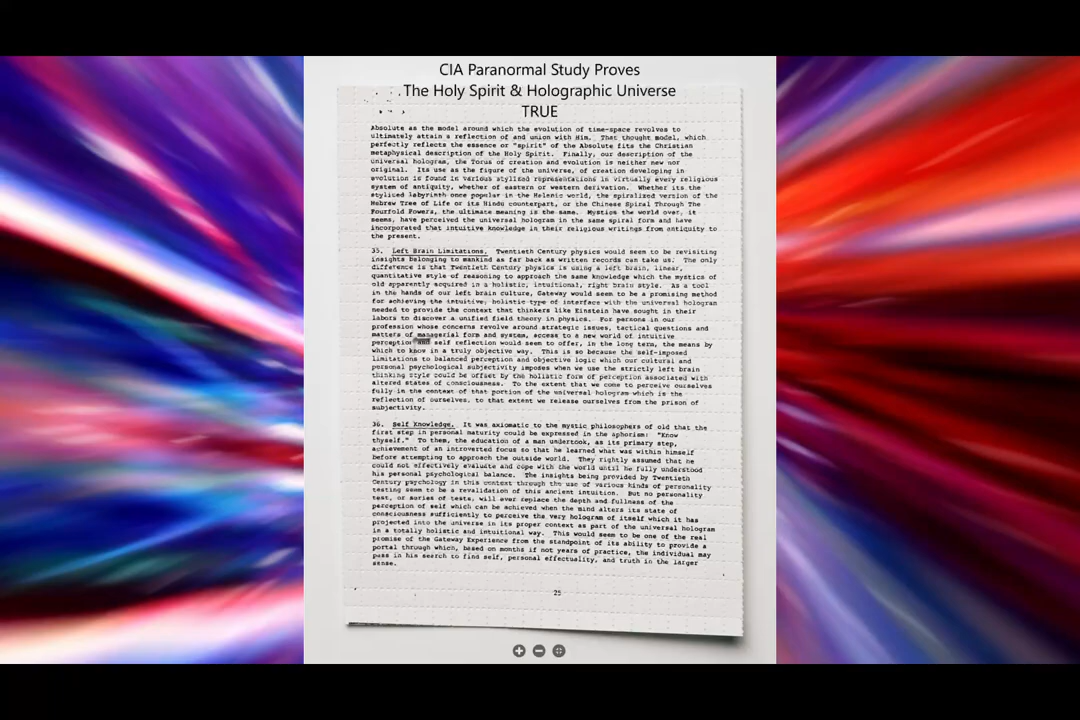 CIA Paranormal Study Proves
The Holy Spirit & Holographic Universe
TRUE
Absolute as the model around which the evolution of time-space revolves to
ultimately attain a reflection of and union with Him. That thought model, which
perfectly reflects the essence or "spirit" of the Absolute fits the Christian
metaphysical description of the Holy Spirit. Finally, our description of the
universal hologram, the Torus of creation and evolution is neither new nor
original. Its use as the figure of the universe, of creation developing in
evolution is found in various stylized representations in virtually every religious
system of antiquity, whether of eastern or western derivation. Whether its the
stylized labyrinth once popular in the Helenic world, the spiralized version of the
Hebrew Tree of Life or its Hindu counterpart, or the Chinese Spiral Through The
Fourfold Powers, the ultimate meaning is the same. Mystics the world over, it
seems, have perceived the universal hologram in the same spiral form and have
incorporated that intuitive knowledge in their religious writings from antiquity to
the present.
35. Left Brain Limitations. Twentieth Century physics would seem to be revisiting
insights belonging to mankind as far back as written records can take us. The only
difference is that Twentieth Century physics is using a left brain, linear,
quantitative style of reasoning to approach the same knowledge which the mystics of
old apparently acquired in a holistic, intuitional, right brain style. As a tool
in the hands of our left brain culture, Gateway would seem to be a promising method
for achieving the intuitive, holistic type of interface with the universal hologram
needed to provide the context that thinkers like Einstein have sought in their
labors to discover a unified field theory in physics. For persons in our
profession whose concerns revolve around strategic issues, tactical questions and
matters of managerial form and system, access to a new world of intuitive
perception and self reflection would seem to offer, in the long term, the means by
which to know in a truly objective way. This is so because the self-imposed
limitations to balanced perception and objective logic which our cultural and
personal psychological subjectivity imposes when we use the strictly left brain
thinking style could be offset by the holistic form of perception associated with
altered states of consciousness. To the extent that we come to perceive ourselves
fully in the context of that portion of the universal hologram which is the
reflection of ourselves, to that extent we release ourselves from the prison of
subjectivity.
36. Self Knowledge. It was axiomatic to the mystic philosophers of old that the
first step in personal maturity could be expressed in the aphorism: "Know
thyself." To them, the education of a man undertook, as its primary step,
achievement of an introverted focus so that he learned what was within himself
before attempting to approach the outside world. They rightly assumed that he
could not effectively evaluate and cope with the world until he fully understood
his personal psychological balance. The insights being provided by Twentieth
Century psychology in this context through the use of various kinds of personality
testing seem to be a revalidation of this ancient intuition. But no personality
test, or series of tests, will ever replace the depth and fullness of the
perception of self which can be achieved when the mind alters its state of
consciousness sufficiently to perceive the very hologram of itself which it has
projected into the universe in its proper context as part of the universal hologram
in a totally holistic and intuitional way. This would seem to be one of the real
promise of the Gateway Experience from the standpoint of its ability to provide a
portal through which, based on months if not years of practice, the individual may
pass in his search to find self, personal effectuality, and truth in the larger
sense.
25